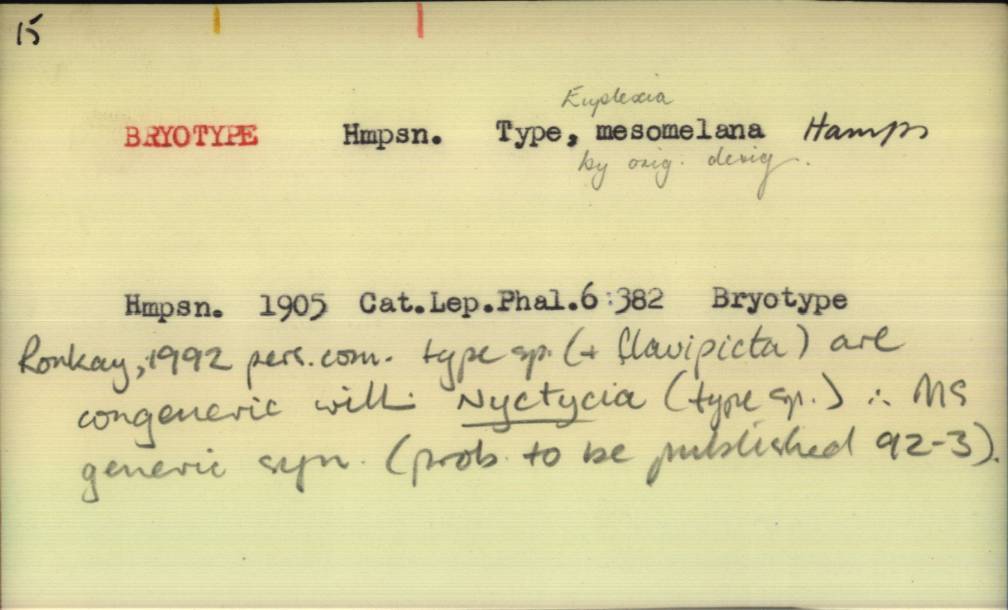 15
Euplexia
BRYOTYPE Hmpsn. Type, mesomelana Hamps
by orig. desig.
Hmpsn. 1905 Cat.Lep.Phal.6:382 Bryotype
Ronkay, 1992 pers. com. type sp. (+ flavipicta) are
congeneric with Nyctycia (type sp.) ∴ MS
generic syn. (prob. to be published 92-3).